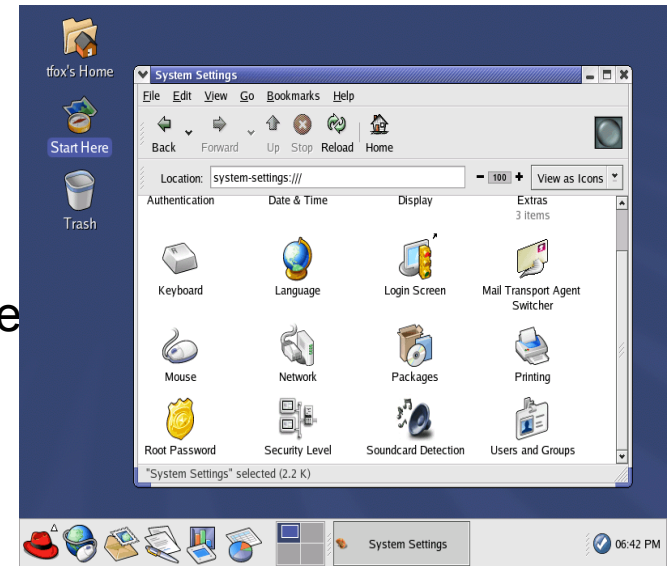 tfox's Home
Start Here
Trash
e
System Settings
File Edit View Go Bookmarks Help
Back Forward Up Stop Reload Home
Location: system-settings:/// 100 View as Icons
Authentication Date & Time Display Extras
3 items
Keyboard Language Login Screen Mail Transport Agent
Switcher
Mouse Network Packages Printing
Root Password Security Level Soundcard Detection Users and Groups
"System Settings" selected (2.2 K)
System Settings 06:42 PM